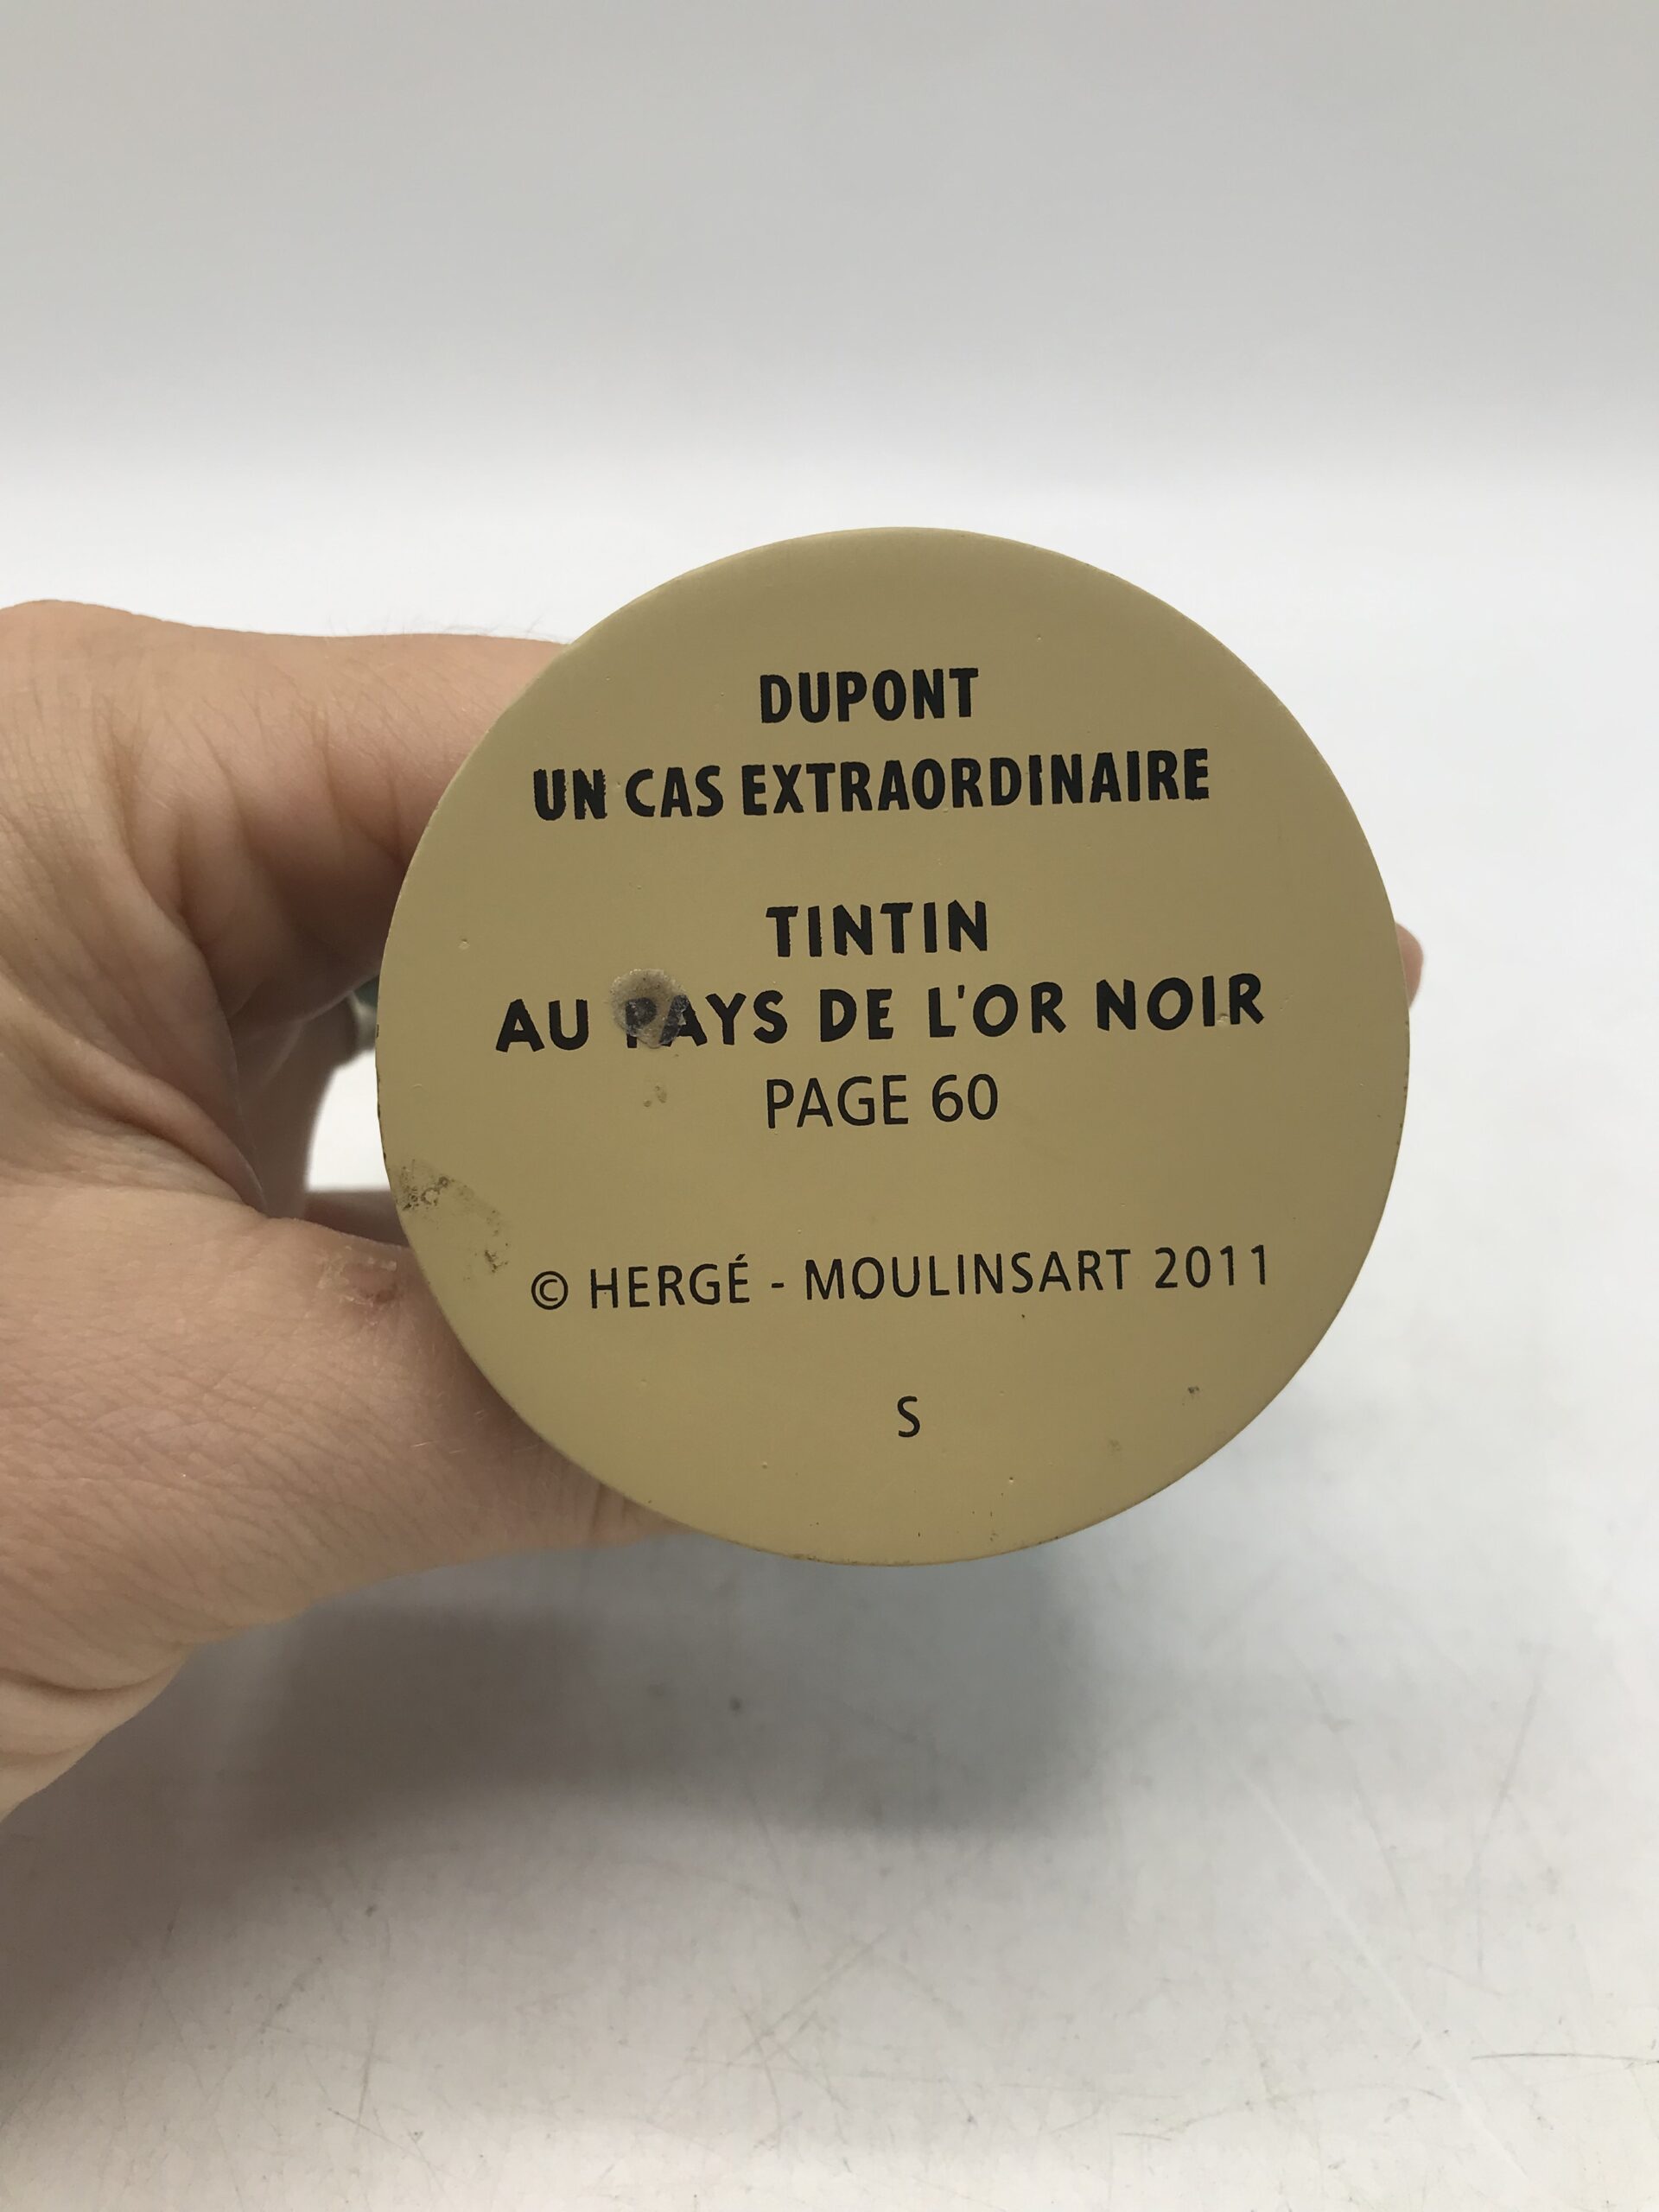 DUPONT
UN CAS EXTRAORDINAIRE
TINTIN
AU PAYS DE L'OR NOIR
PAGE 60
© HERGÉ - MOULINSART 2011
S